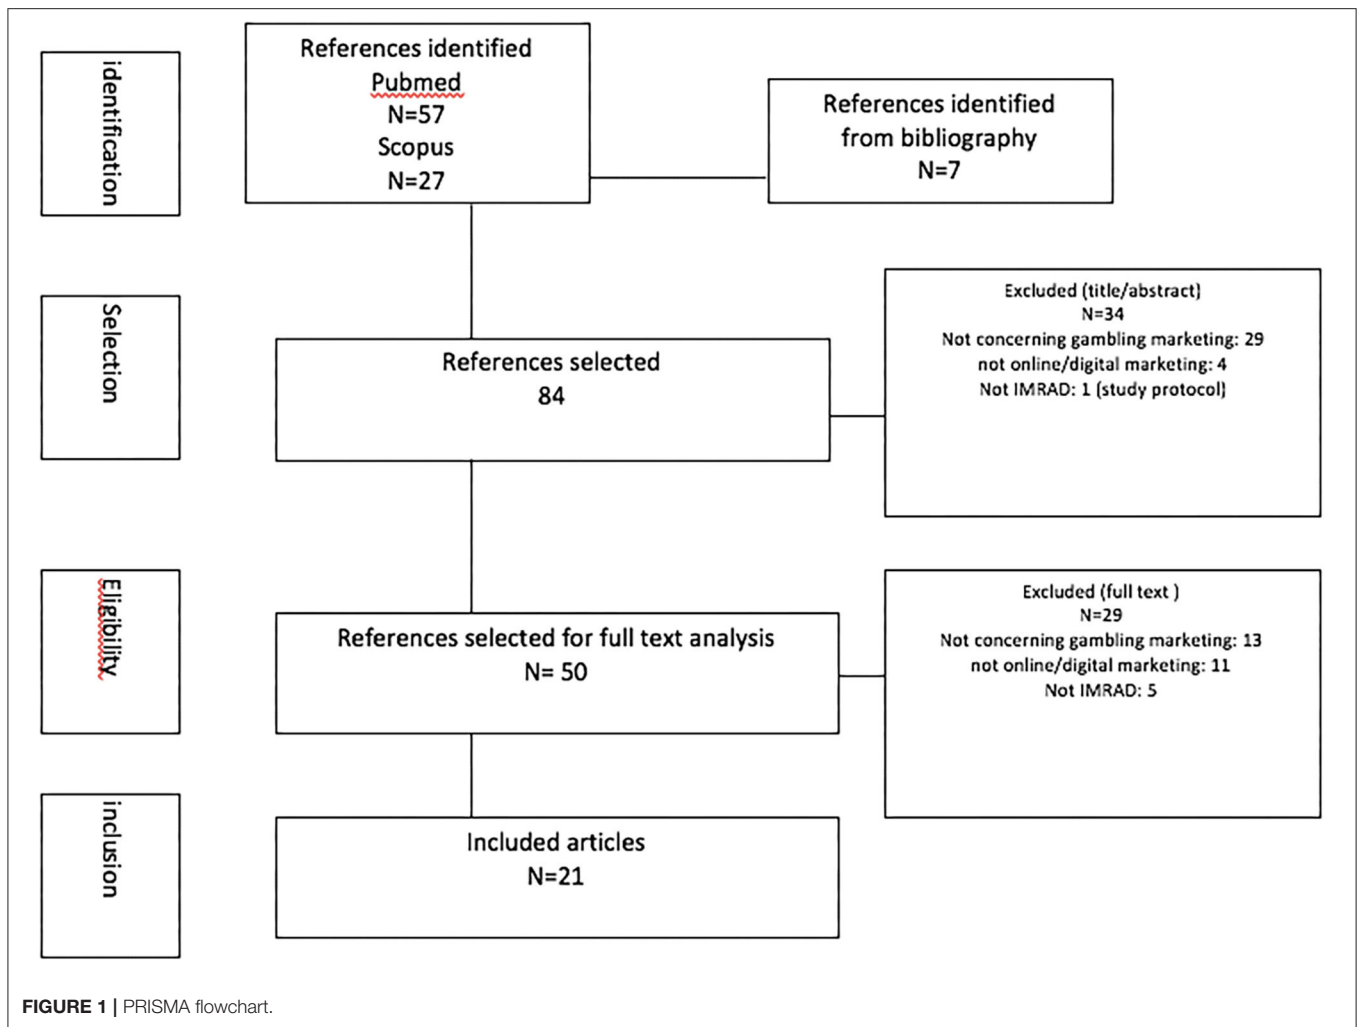 identification
References identified
Pubmed
N=57
Scopus
N=27
References identified
from bibliography
N=7
Selection
References selected
84
Excluded (title/abstract)
N=34
Not concerning gambling marketing: 29
not online/digital marketing: 4
Not IMRAD: 1 (study protocol)
Eligibility
References selected for full text analysis
N= 50
Excluded (full text )
N=29
Not concerning gambling marketing: 13
not online/digital marketing: 11
Not IMRAD: 5
inclusion
Included articles
N=21
FIGURE 1 | PRISMA flowchart.